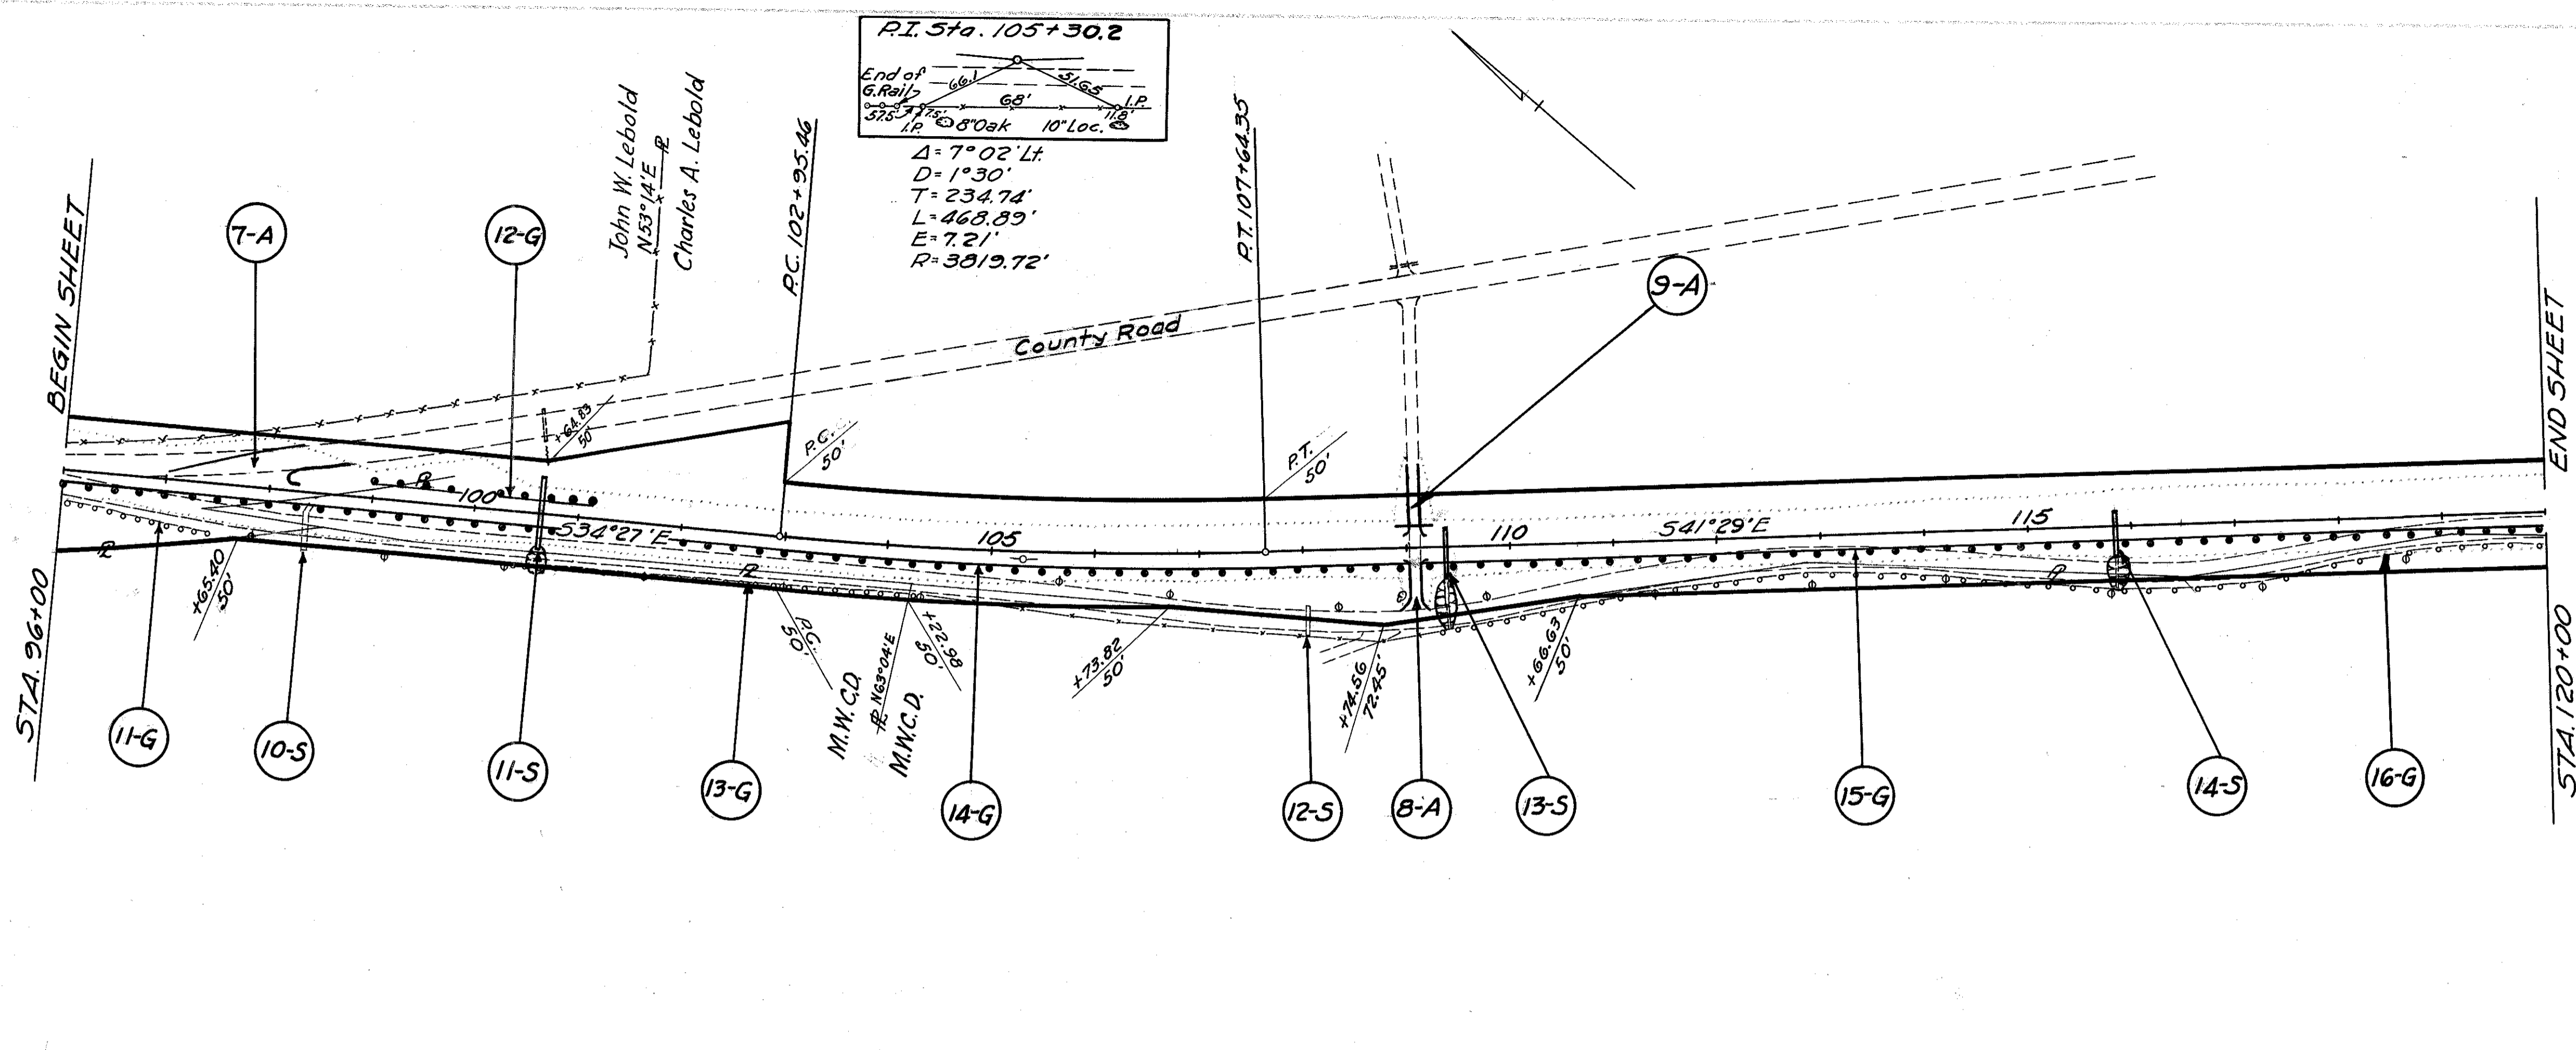 P.I. Sta. 105+30.2
End of
G.Rail
66.1
51.65
68'
I.P.
57.5'
17.5'
11.8'
I.P.
8"Oak
10"Loc.
Δ=7°02'Lt.
D=1°30'
T=234.74'
L=468.89'
E=7.21'
R=3819.72'
BEGIN SHEET
STA. 96+00
7-A
12-G
John W. Lebold
N53°14'E
Charles A. Lebold
P.C. 102+95.46
P.T. 107+64.35
9-A
County Road
END SHEET
STA. 120+00
+64.83
50'
P.C.
50'
P.T.
50'
100
S34°27'E
105
110
S41°29'E
115
+65.40
50'
P.C.
50'
M.W.C.D.
N63°04'E
M.W.C.D.
+22.98
50'
+73.82
50'
+74.56
72.45'
+66.63
50'
11-G
10-S
11-S
13-G
14-G
12-S
8-A
13-S
15-G
14-S
16-G